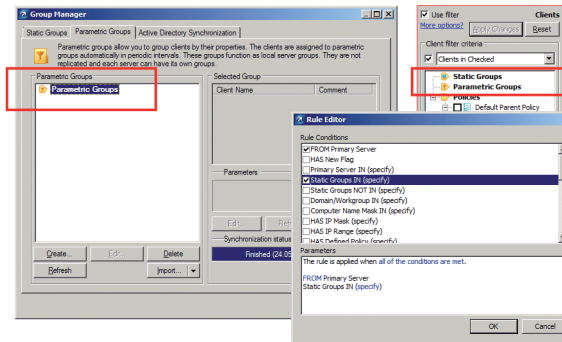 Group Manager
Static Groups
Parametric Groups
Active Directory Synchronization
Parametric groups allow you to group clients by their properties. The clients are assigned to parametric
groups automatically in periodic intervals. These groups function as local server groups. They are not
replicated and each server can have its own groups.
Parametric Groups
Parametric Groups
Selected Group
Client Name
Comment
Parameters
Edit...
Synchronization status
Finished (24.09
Create...
Edit...
Delete
Refresh
Import...
Use filter
Clients
More options?
Apply Changes
Reset
Client filter criteria
Clients in Checked
Static Groups
Parametric Groups
Policies
Default Parent Policy
Rule Editor
Rule Conditions
FROM Primary Server
HAS New Flag
Primary Server IN (specify)
Static Groups IN (specify)
Static Groups NOT IN (specify)
Domain/Workgroup IN (specify)
Computer Name Mask IN (specify)
HAS IP Mask (specify)
HAS IP Range (specify)
HAS Defined Policy (specify)
Parameters
The rule is applied when all of the conditions are met.
FROM Primary Server
Static Groups IN (specify)
OK
Cancel